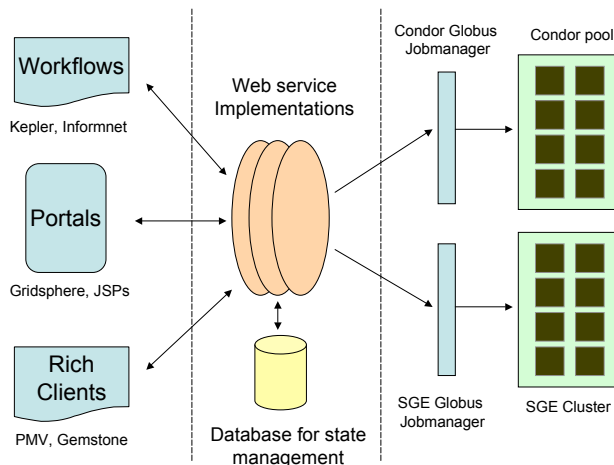 Workflows
Kepler, Informnet
Portals
Gridsphere, JSPs
Rich
Clients
PMV, Gemstone
Web service
Implementations
Database for state
management
Condor Globus
Jobmanager
Condor pool
SGE Globus
Jobmanager
SGE Cluster